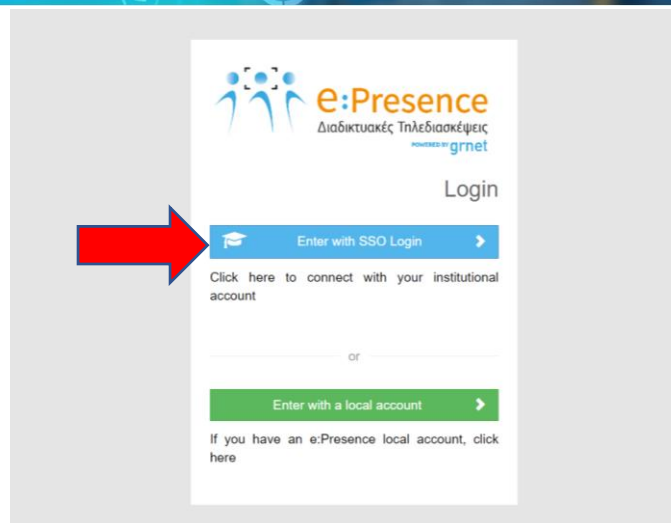 e:Presence
Διαδικτυακές Τηλεδιασκέψεις
POWERED BY grnet
Login
Enter with SSO Login
Click here to connect with your institutional
account
or
Enter with a local account
If you have an e:Presence local account, click
here